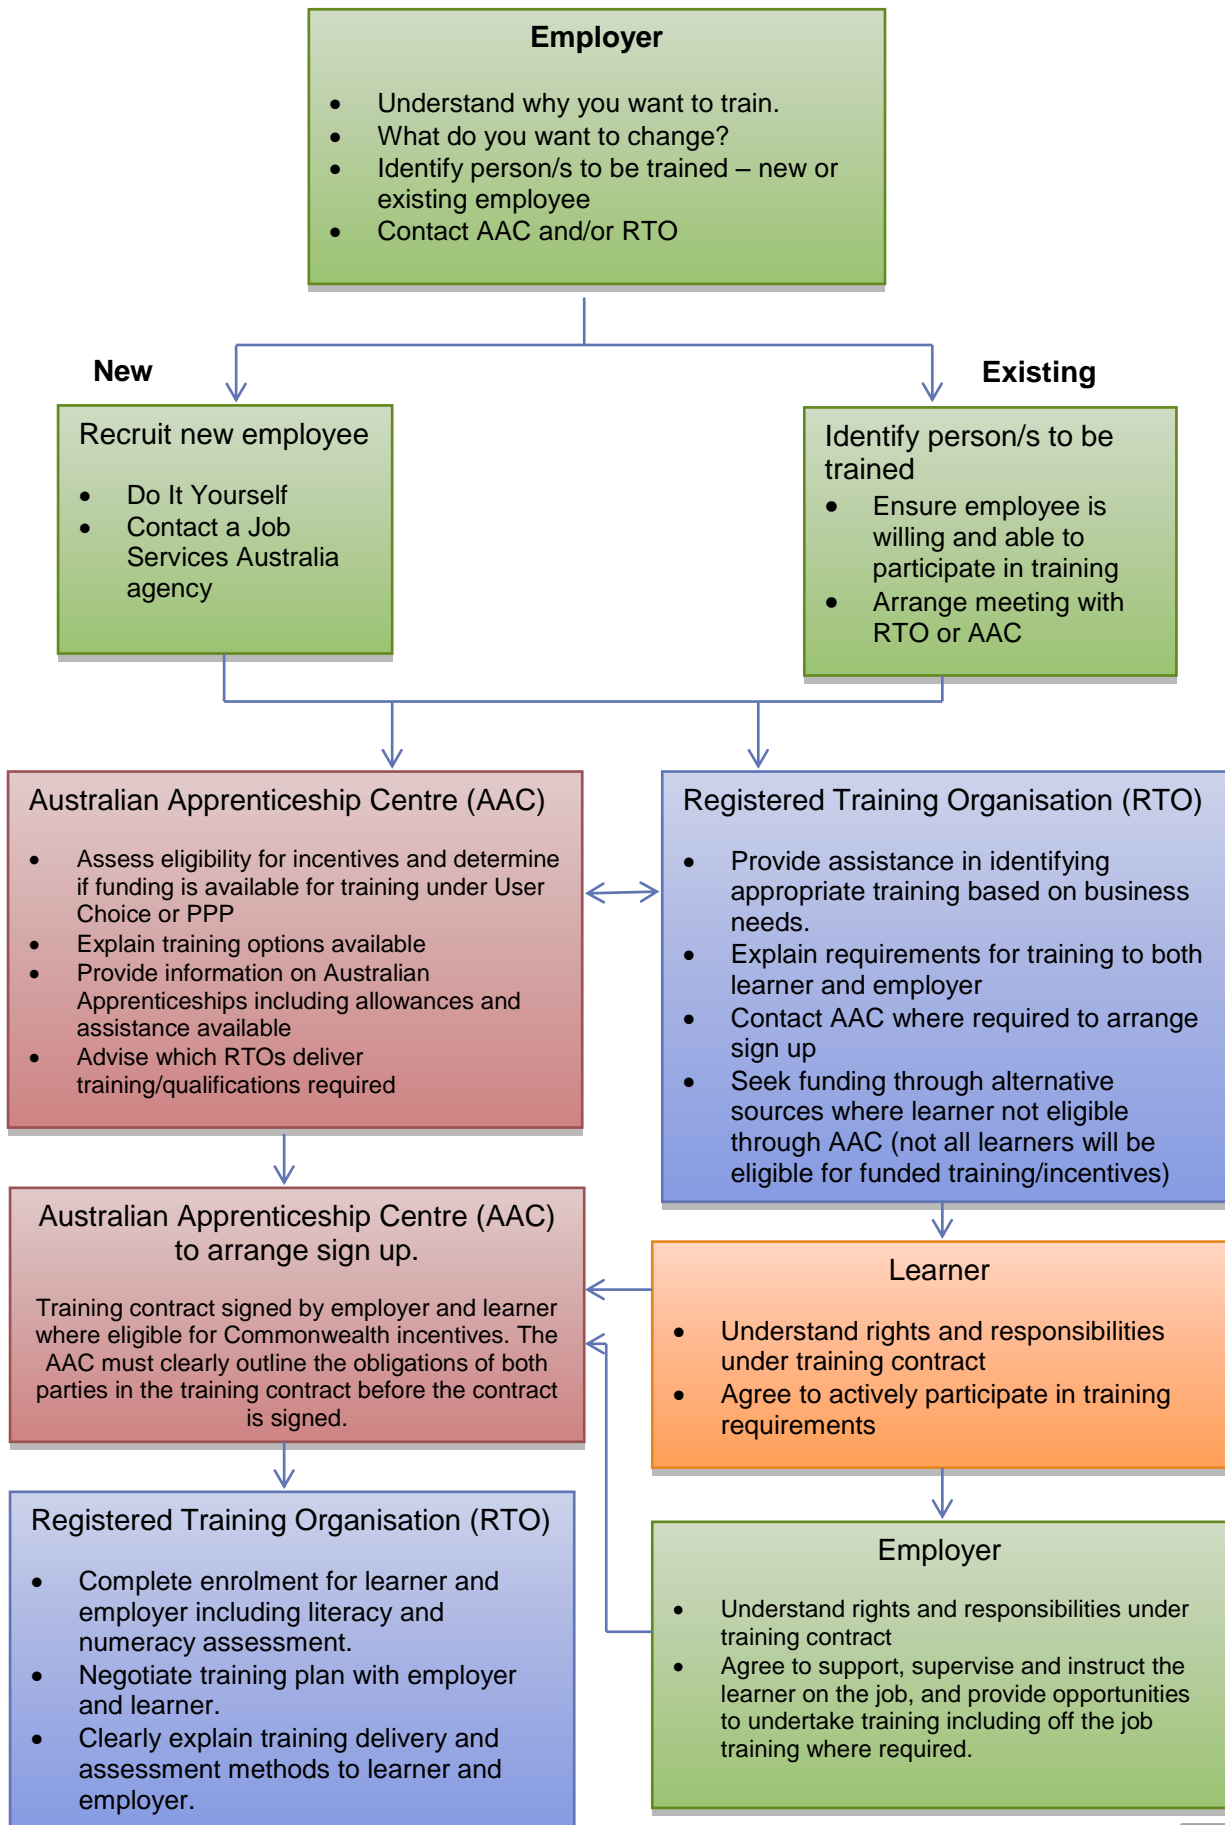 Employer
• Understand why you want to train.
• What do you want to change?
• Identify person/s to be trained – new or
existing employee
• Contact AAC and/or RTO
New
Existing
Recruit new employee
• Do It Yourself
• Contact a Job
Services Australia
agency
Identify person/s to be
trained
• Ensure employee is
willing and able to
participate in training
• Arrange meeting with
RTO or AAC
Australian Apprenticeship Centre (AAC)
• Assess eligibility for incentives and determine
if funding is available for training under User
Choice or PPP
• Explain training options available
• Provide information on Australian
Apprenticeships including allowances and
assistance available
• Advise which RTOs deliver
training/qualifications required
Registered Training Organisation (RTO)
• Provide assistance in identifying
appropriate training based on business
needs.
• Explain requirements for training to both
learner and employer
• Contact AAC where required to arrange
sign up
• Seek funding through alternative
sources where learner not eligible
through AAC (not all learners will be
eligible for funded training/incentives)
Australian Apprenticeship Centre (AAC)
to arrange sign up.
Training contract signed by employer and learner
where eligible for Commonwealth incentives. The
AAC must clearly outline the obligations of both
parties in the training contract before the contract
is signed.
Learner
• Understand rights and responsibilities
under training contract
• Agree to actively participate in training
requirements
Registered Training Organisation (RTO)
• Complete enrolment for learner and
employer including literacy and
numeracy assessment.
• Negotiate training plan with employer
and learner.
• Clearly explain training delivery and
assessment methods to learner and
employer.
Employer
• Understand rights and responsibilities under
training contract
• Agree to support, supervise and instruct the
learner on the job, and provide opportunities
to undertake training including off the job
training where required.